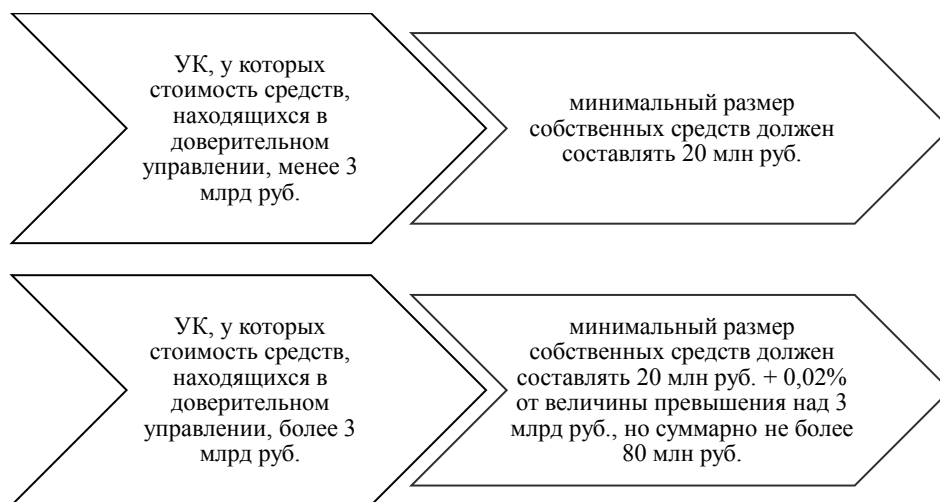 УК, у которых
стоимость средств,
находящихся в
доверительном
управлении, менее 3
млрд руб.
минимальный размер
собственных средств должен
составлять 20 млн руб.
УК, у которых
стоимость средств,
находящихся в
доверительном
управлении, более 3
млрд руб.
минимальный размер
собственных средств должен
составлять 20 млн руб. + 0,02%
от величины превышения над 3
млрд руб., но суммарно не более
80 млн руб.